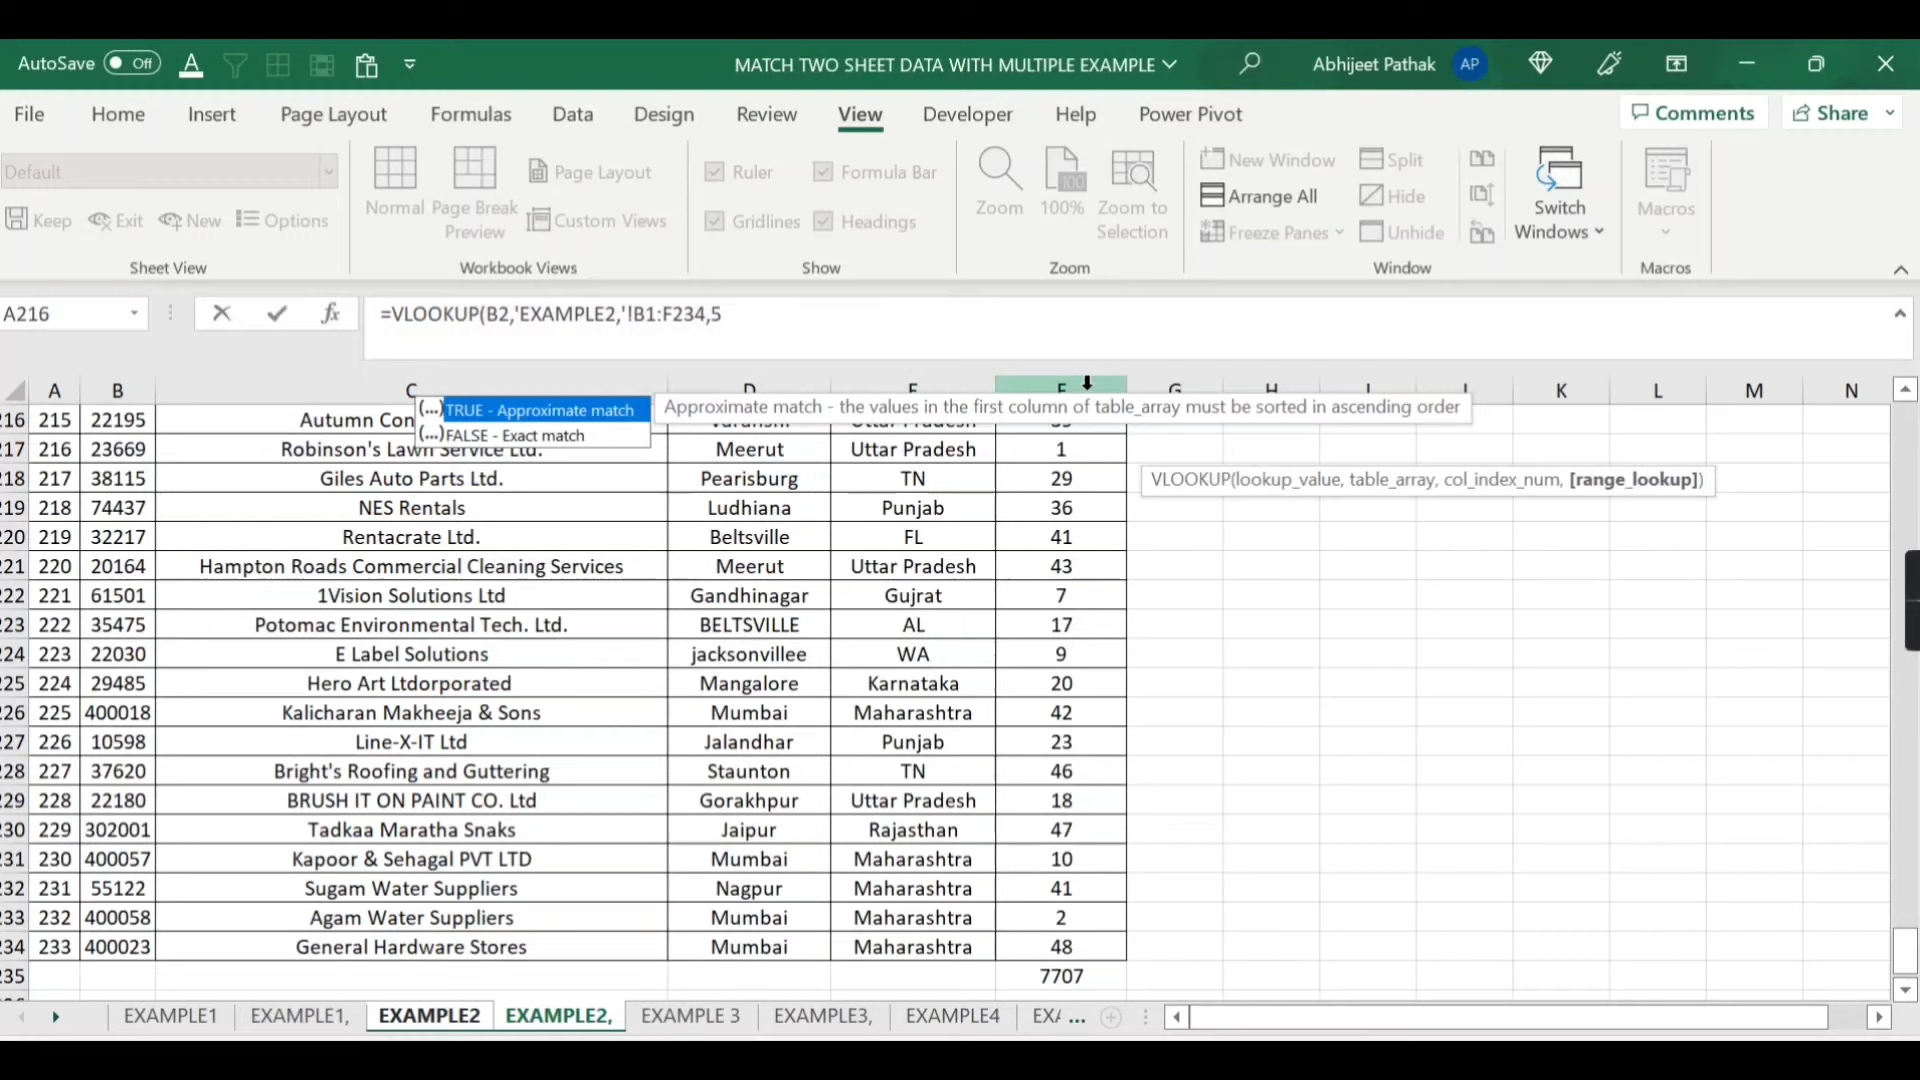 AutoSave Off MATCH TWO SHEET DATA WITH MULTIPLE EXAMPLE Abhijeet Pathak AP
File Home Insert Page Layout Formulas Data Design Review View Developer Help Power Pivot Comments Share
Default
Keep Exit New Options
Sheet View
Normal Page Break Preview Page Layout Custom Views
Workbook Views
Ruler Formula Bar
Gridlines Headings
Show
Zoom 100% Zoom to Selection
Zoom
New Window Split
Arrange All Hide
Freeze Panes Unhide
Switch Windows
Window
Macros
Macros
A216 fx =VLOOKUP(B2,'EXAMPLE2,'!B1:F234,5
A B C D E F G H I J K L M N
(...)TRUE - Approximate match
(...)FALSE - Exact match
Approximate match - the values in the first column of table_array must be sorted in ascending order
VLOOKUP(lookup_value, table_array, col_index_num, [range_lookup])
216 215 22195 Autumn Con
217 216 23669 Robinson's Lawn Service Ltd. Meerut Uttar Pradesh 1
218 217 38115 Giles Auto Parts Ltd. Pearisburg TN 29
219 218 74437 NES Rentals Ludhiana Punjab 36
220 219 32217 Rentacrate Ltd. Beltsville FL 41
221 220 20164 Hampton Roads Commercial Cleaning Services Meerut Uttar Pradesh 43
222 221 61501 1Vision Solutions Ltd Gandhinagar Gujrat 7
223 222 35475 Potomac Environmental Tech. Ltd. BELTSVILLE AL 17
224 223 22030 E Label Solutions jacksonvillee WA 9
225 224 29485 Hero Art Ltdorporated Mangalore Karnataka 20
226 225 400018 Kalicharan Makheeja & Sons Mumbai Maharashtra 42
227 226 10598 Line-X-IT Ltd Jalandhar Punjab 23
228 227 37620 Bright's Roofing and Guttering Staunton TN 46
229 228 22180 BRUSH IT ON PAINT CO. Ltd Gorakhpur Uttar Pradesh 18
230 229 302001 Tadkaa Maratha Snaks Jaipur Rajasthan 47
231 230 400057 Kapoor & Sehagal PVT LTD Mumbai Maharashtra 10
232 231 55122 Sugam Water Suppliers Nagpur Maharashtra 41
233 232 400058 Agam Water Suppliers Mumbai Maharashtra 2
234 233 400023 General Hardware Stores Mumbai Maharashtra 48
235 7707
EXAMPLE1 EXAMPLE1, EXAMPLE2 EXAMPLE2, EXAMPLE 3 EXAMPLE3, EXAMPLE4 EXA ...